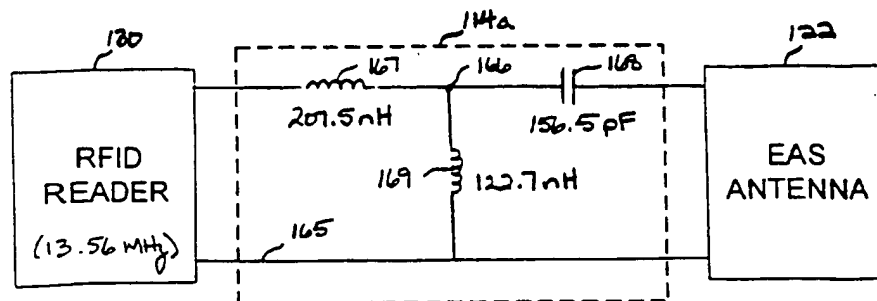 130
114a
122
167
166
168
207.5nH
156.5pF
RFID
READER
(13.56 MHz)
169
122.7nH
EAS
ANTENNA
165